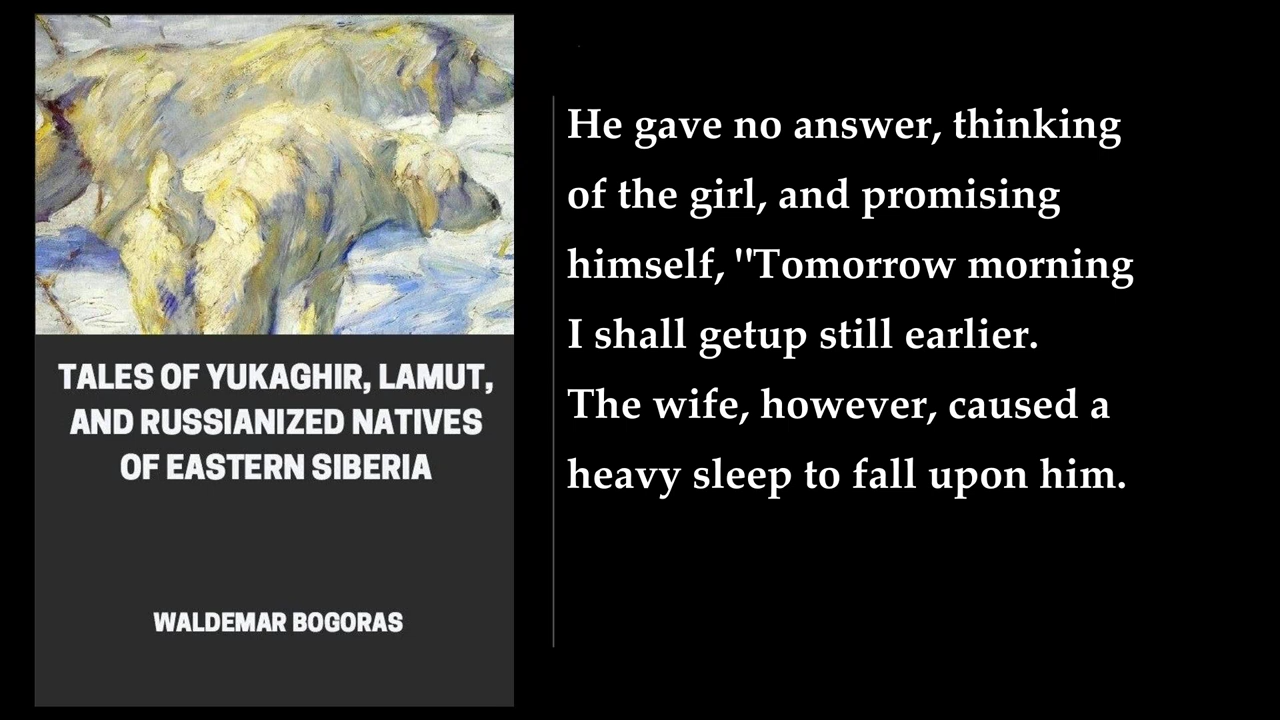 TALES OF YUKAGHIR, LAMUT,
AND RUSSIANIZED NATIVES
OF EASTERN SIBERIA
WALDEMAR BOGORAS
He gave no answer, thinking
of the girl, and promising
himself, "Tomorrow morning
I shall getup still earlier.
The wife, however, caused a
heavy sleep to fall upon him.